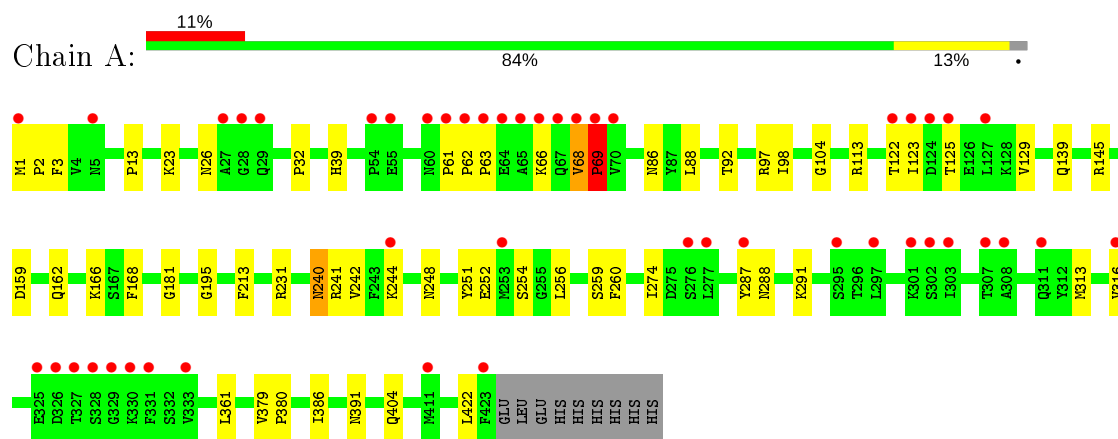 11%
Chain A:
84%
13%
•
M1 P2 F3 V4 N5 P13 K23 N26 A27 G28 Q29 P32 H39 P54 E55 N60 P61 P62 P63 E64 A65 K66 Q67 V68 P69 V70 N86 Y87 L88 T92 R97 I98 G104 R113 T122 I123 D124 T125 E126 L127 K128 V129 Q139 R145
D159 Q162 K166 S167 F168 G181 G195 F213 R231 N240 R241 V242 F243 K244 N248 Y251 E252 M253 S254 G255 L256 S259 F260 I274 D275 S276 L277 Y287 N288 K291 S295 T296 L297 K301 S302 I303 T307 A308 Q311 Y312 M313
E325 D326 T327 S328 G329 K330 F331 S332 V333 L361 V379 P380 I386 N391 Q404 M411 L422 F423 GLU LEU GLU HIS HIS HIS HIS HIS HIS